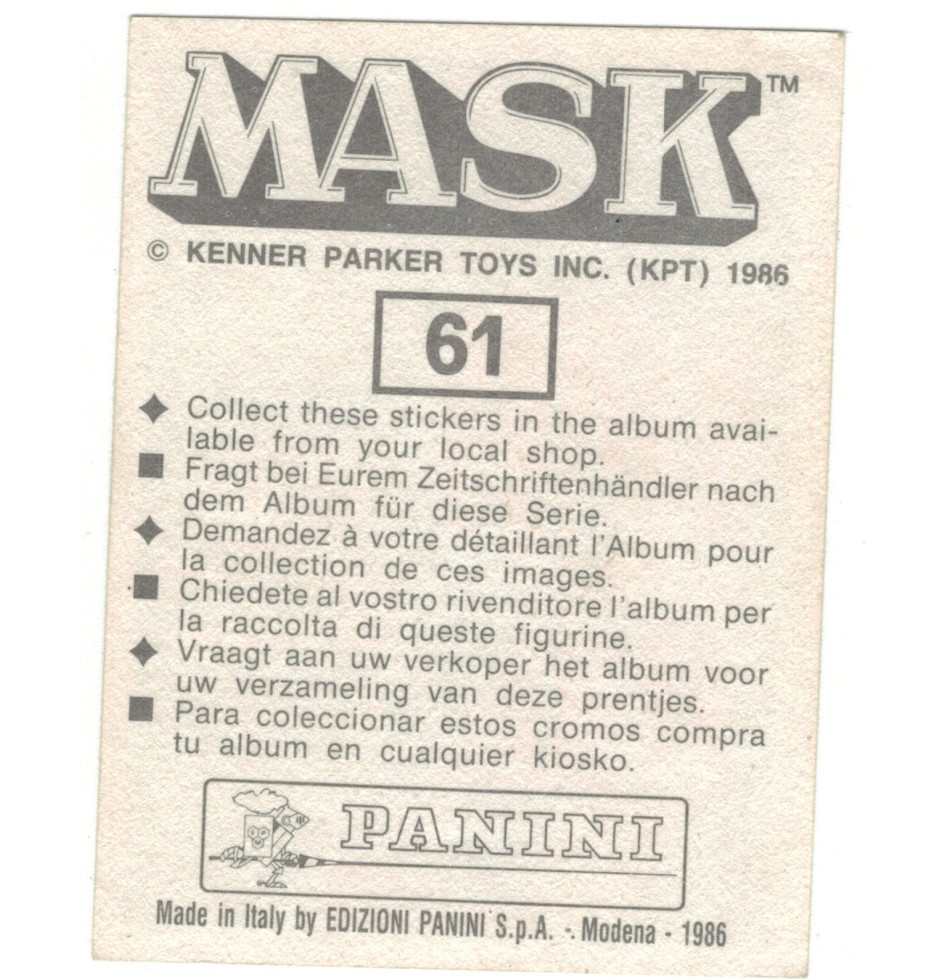 MASK™
© KENNER PARKER TOYS INC. (KPT) 1986
61
Collect these stickers in the album avai-
lable from your local shop.
Fragt bei Eurem Zeitschriftenhändler nach
dem Album für diese Serie.
Demandez à votre détaillant l'Album pour
la collection de ces images.
Chiedete al vostro rivenditore l'album per
la raccolta di queste figurine.
Vraagt aan uw verkoper het album voor
uw verzameling van deze prentjes.
Para coleccionar estos cromos compra
tu album en cualquier kiosko.
PANINI
Made in Italy by EDIZIONI PANINI S.p.A. - Modena - 1986